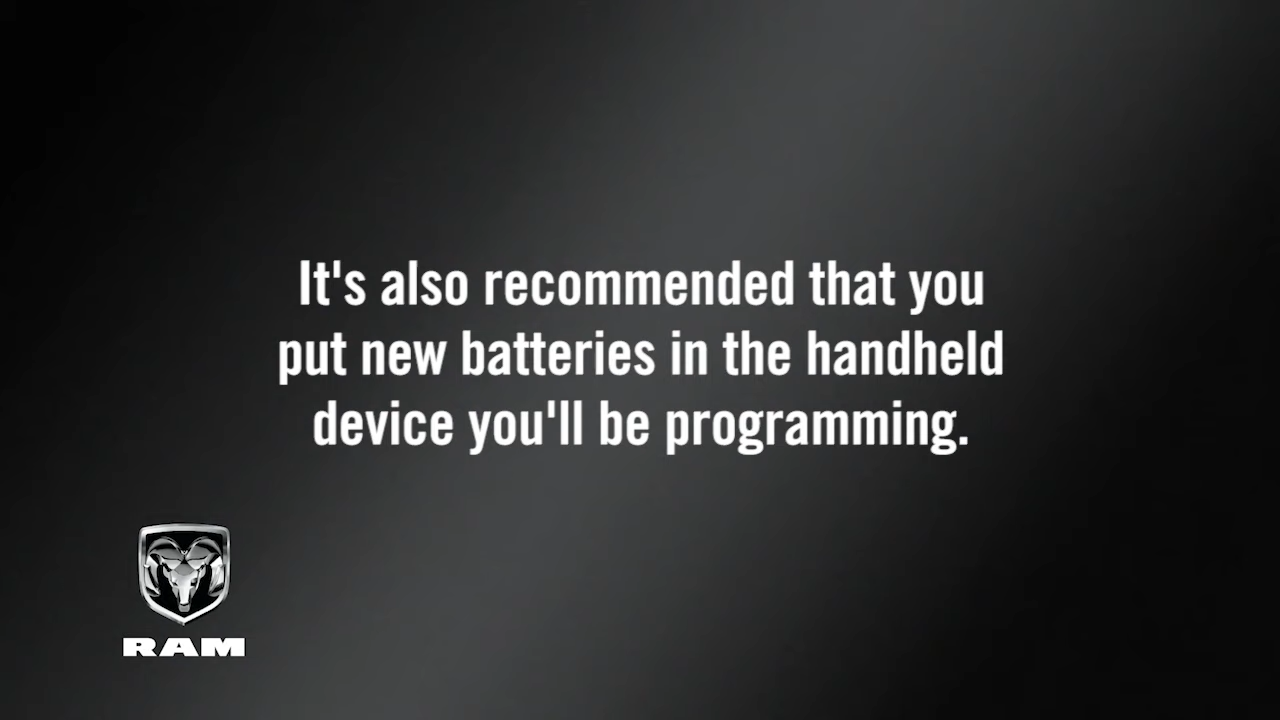 It's also recommended that you
put new batteries in the handheld
device you'll be programming.
RAM